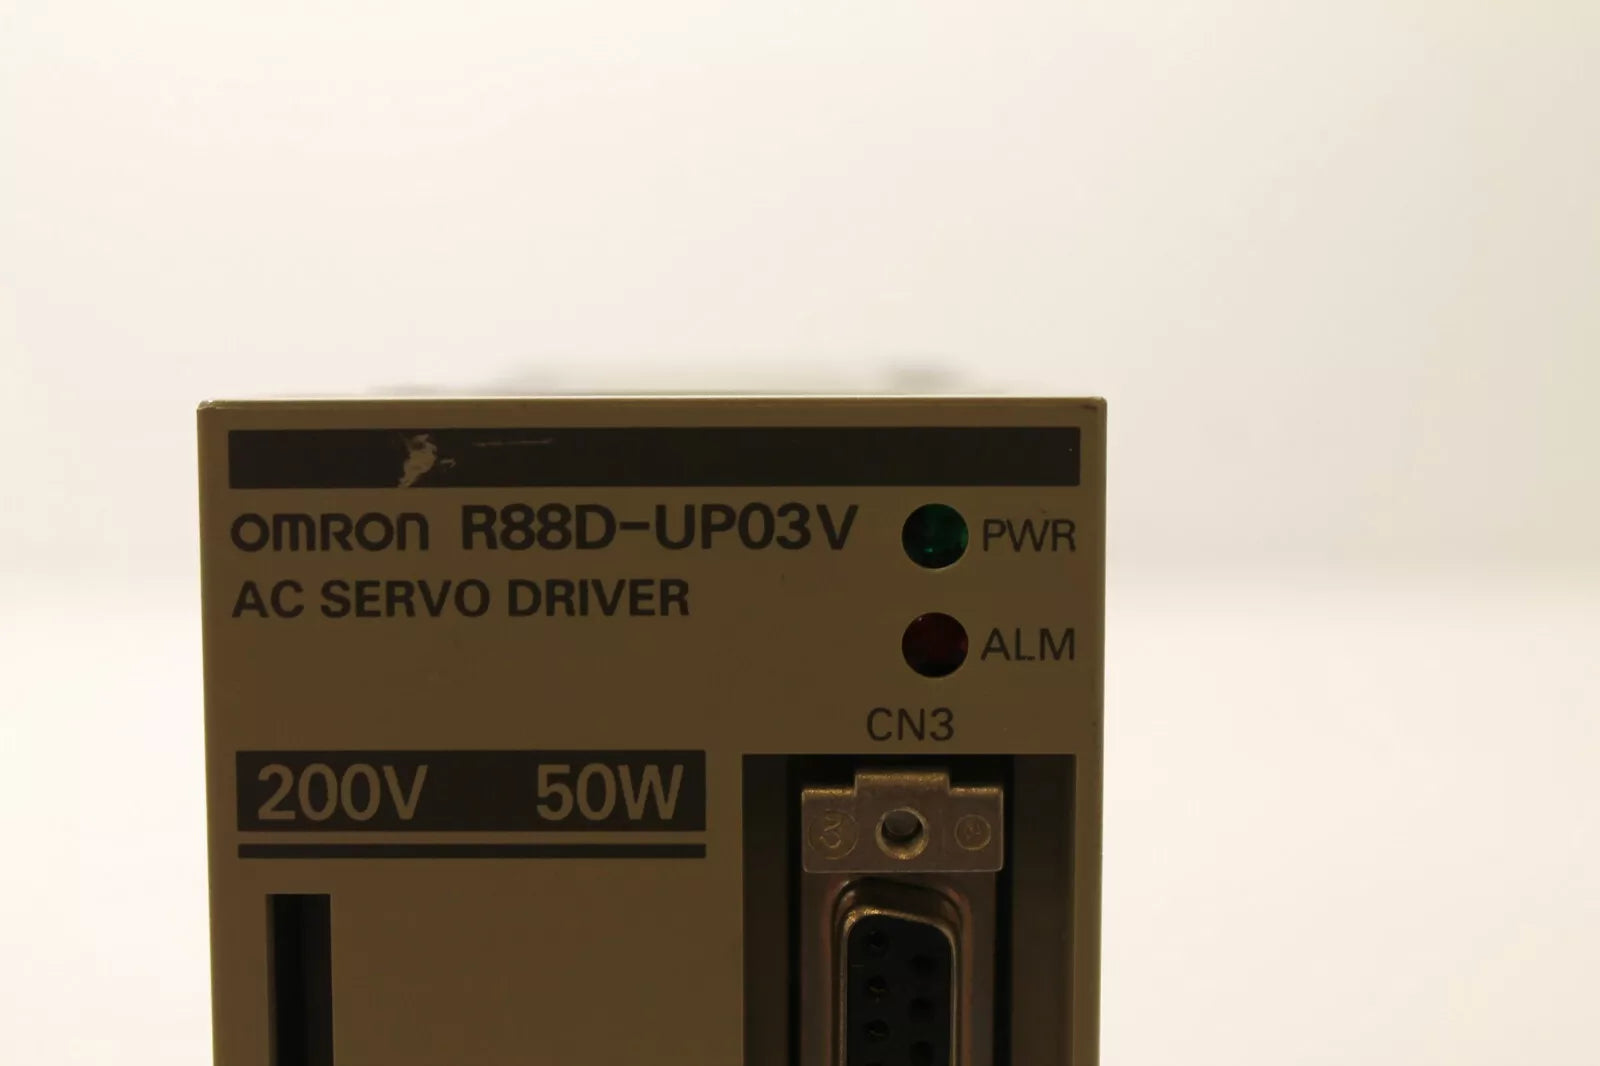 omron R88D-UP03V
PWR
AC SERVO DRIVER
ALM
CN3
200V 50W